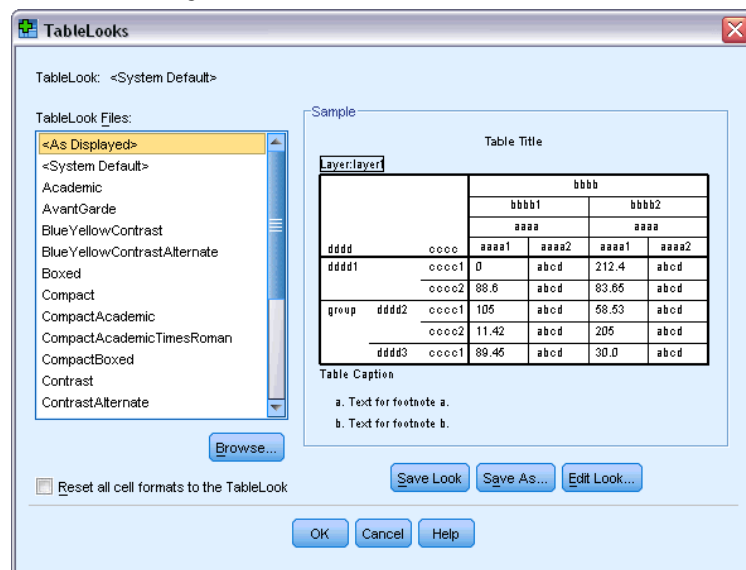 TableLooks
TableLook: <System Default>
TableLook Files:
<As Displayed>
<System Default>
Academic
AvantGarde
BlueYellowContrast
BlueYellowContrastAlternate
Boxed
Compact
CompactAcademic
CompactAcademicTimesRoman
CompactBoxed
Contrast
ContrastAlternate
Browse...
Reset all cell formats to the TableLook
Sample
Table Title
Layer:layer1
bbbb
bbbb1 bbbb2
aaaa aaaa
dddd cccc aaaa1 aaaa2 aaaa1 aaaa2
dddd1 cccc1 0 abcd 212.4 abcd
cccc2 88.6 abcd 83.65 abcd
group dddd2 cccc1 105 abcd 58.53 abcd
cccc2 11.42 abcd 205 abcd
dddd3 cccc1 89.45 abcd 30.0 abcd
Table Caption
a. Text for footnote a.
b. Text for footnote b.
Save Look Save As... Edit Look...
OK Cancel Help